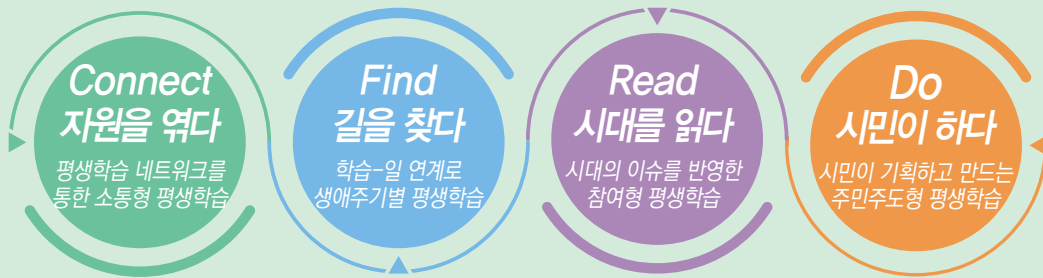 Connect
자원을 엮다
평생학습 네트워크를
통한 소통형 평생학습
Find
길을 찾다
학습-일 연계로
생애주기별 평생학습
Read
시대를 읽다
시대의 이슈를 반영한
참여형 평생학습
Do
시민이 하다
시민이 기획하고 만드는
주민주도형 평생학습